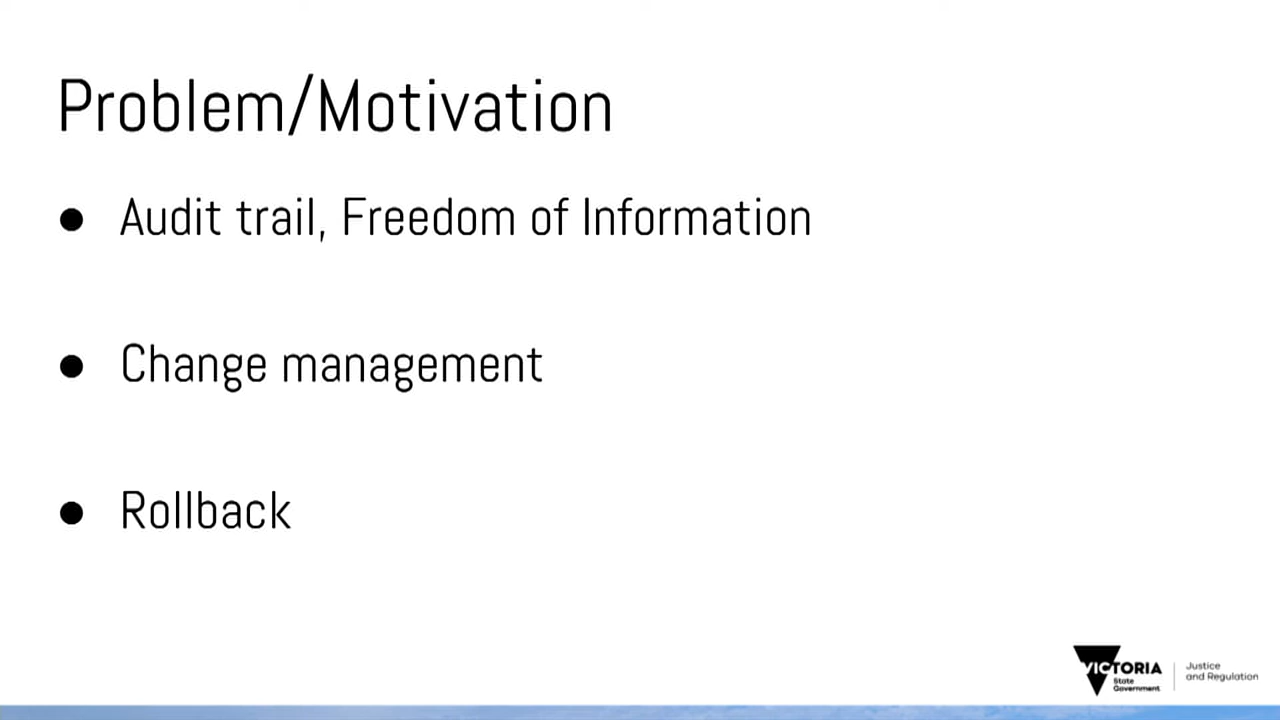 Problem/Motivation
● Audit trail, Freedom of Information
● Change management
● Rollback
VICTORIA
State
Government
Justice
and Regulation